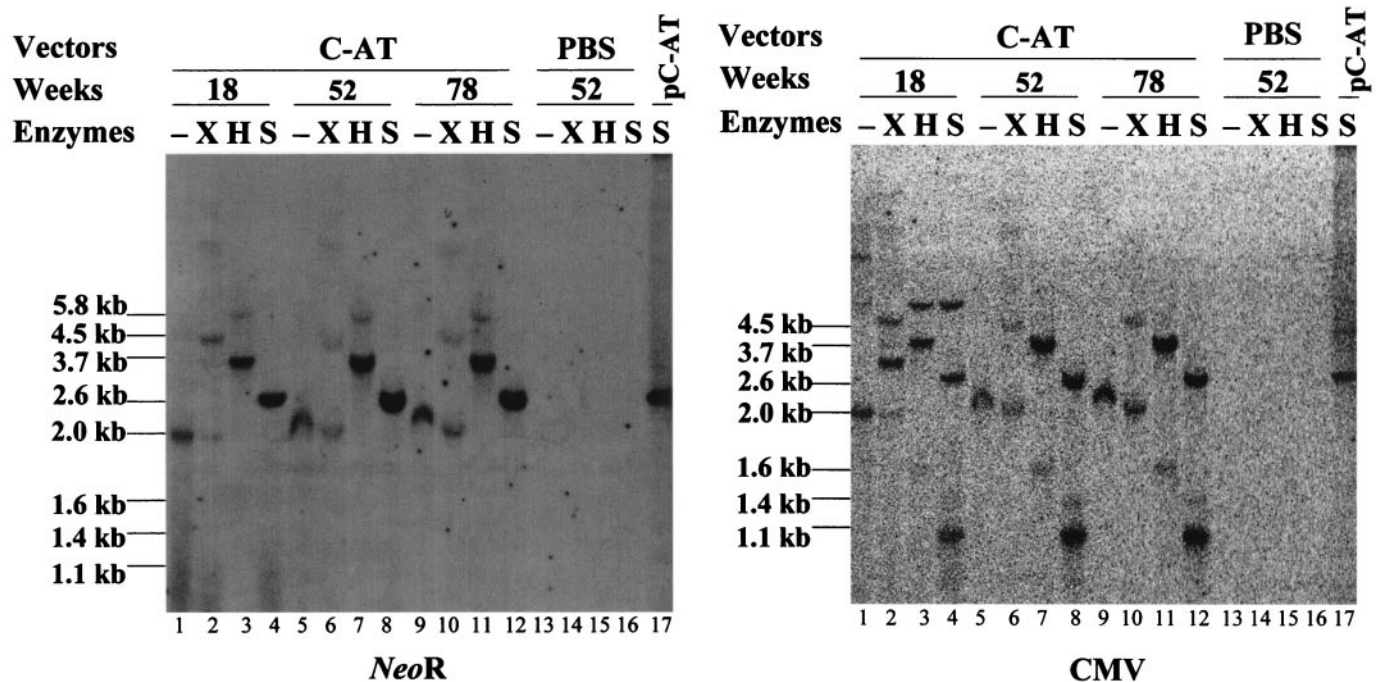 Vectors C-AT PBS pC-AT
Weeks 18 52 78 52
Enzymes – X H S – X H S – X H S – X H S S
5.8 kb
4.5 kb
3.7 kb
2.6 kb
2.0 kb
1.6 kb
1.4 kb
1.1 kb
1 2 3 4 5 6 7 8 9 10 11 12 13 14 15 16 17
NeoR
Vectors C-AT PBS pC-AT
Weeks 18 52 78 52
Enzymes – X H S – X H S – X H S – X H S S
4.5 kb
3.7 kb
2.6 kb
2.0 kb
1.6 kb
1.4 kb
1.1 kb
1 2 3 4 5 6 7 8 9 10 11 12 13 14 15 16 17
CMV